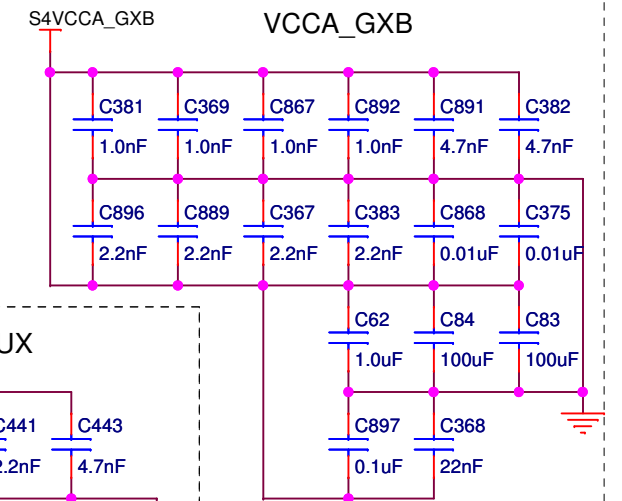 S4VCCA_GXB
VCCA_GXB
C381 C369 C867 C892 C891 C382
1.0nF 1.0nF 1.0nF 1.0nF 4.7nF 4.7nF
C896 C889 C367 C383 C868 C375
2.2nF 2.2nF 2.2nF 2.2nF 0.01uF 0.01uF
C62 C84 C83
1.0uF 100uF 100uF
UX
C441 C443 C897 C368
2.2nF 4.7nF 0.1uF 22nF